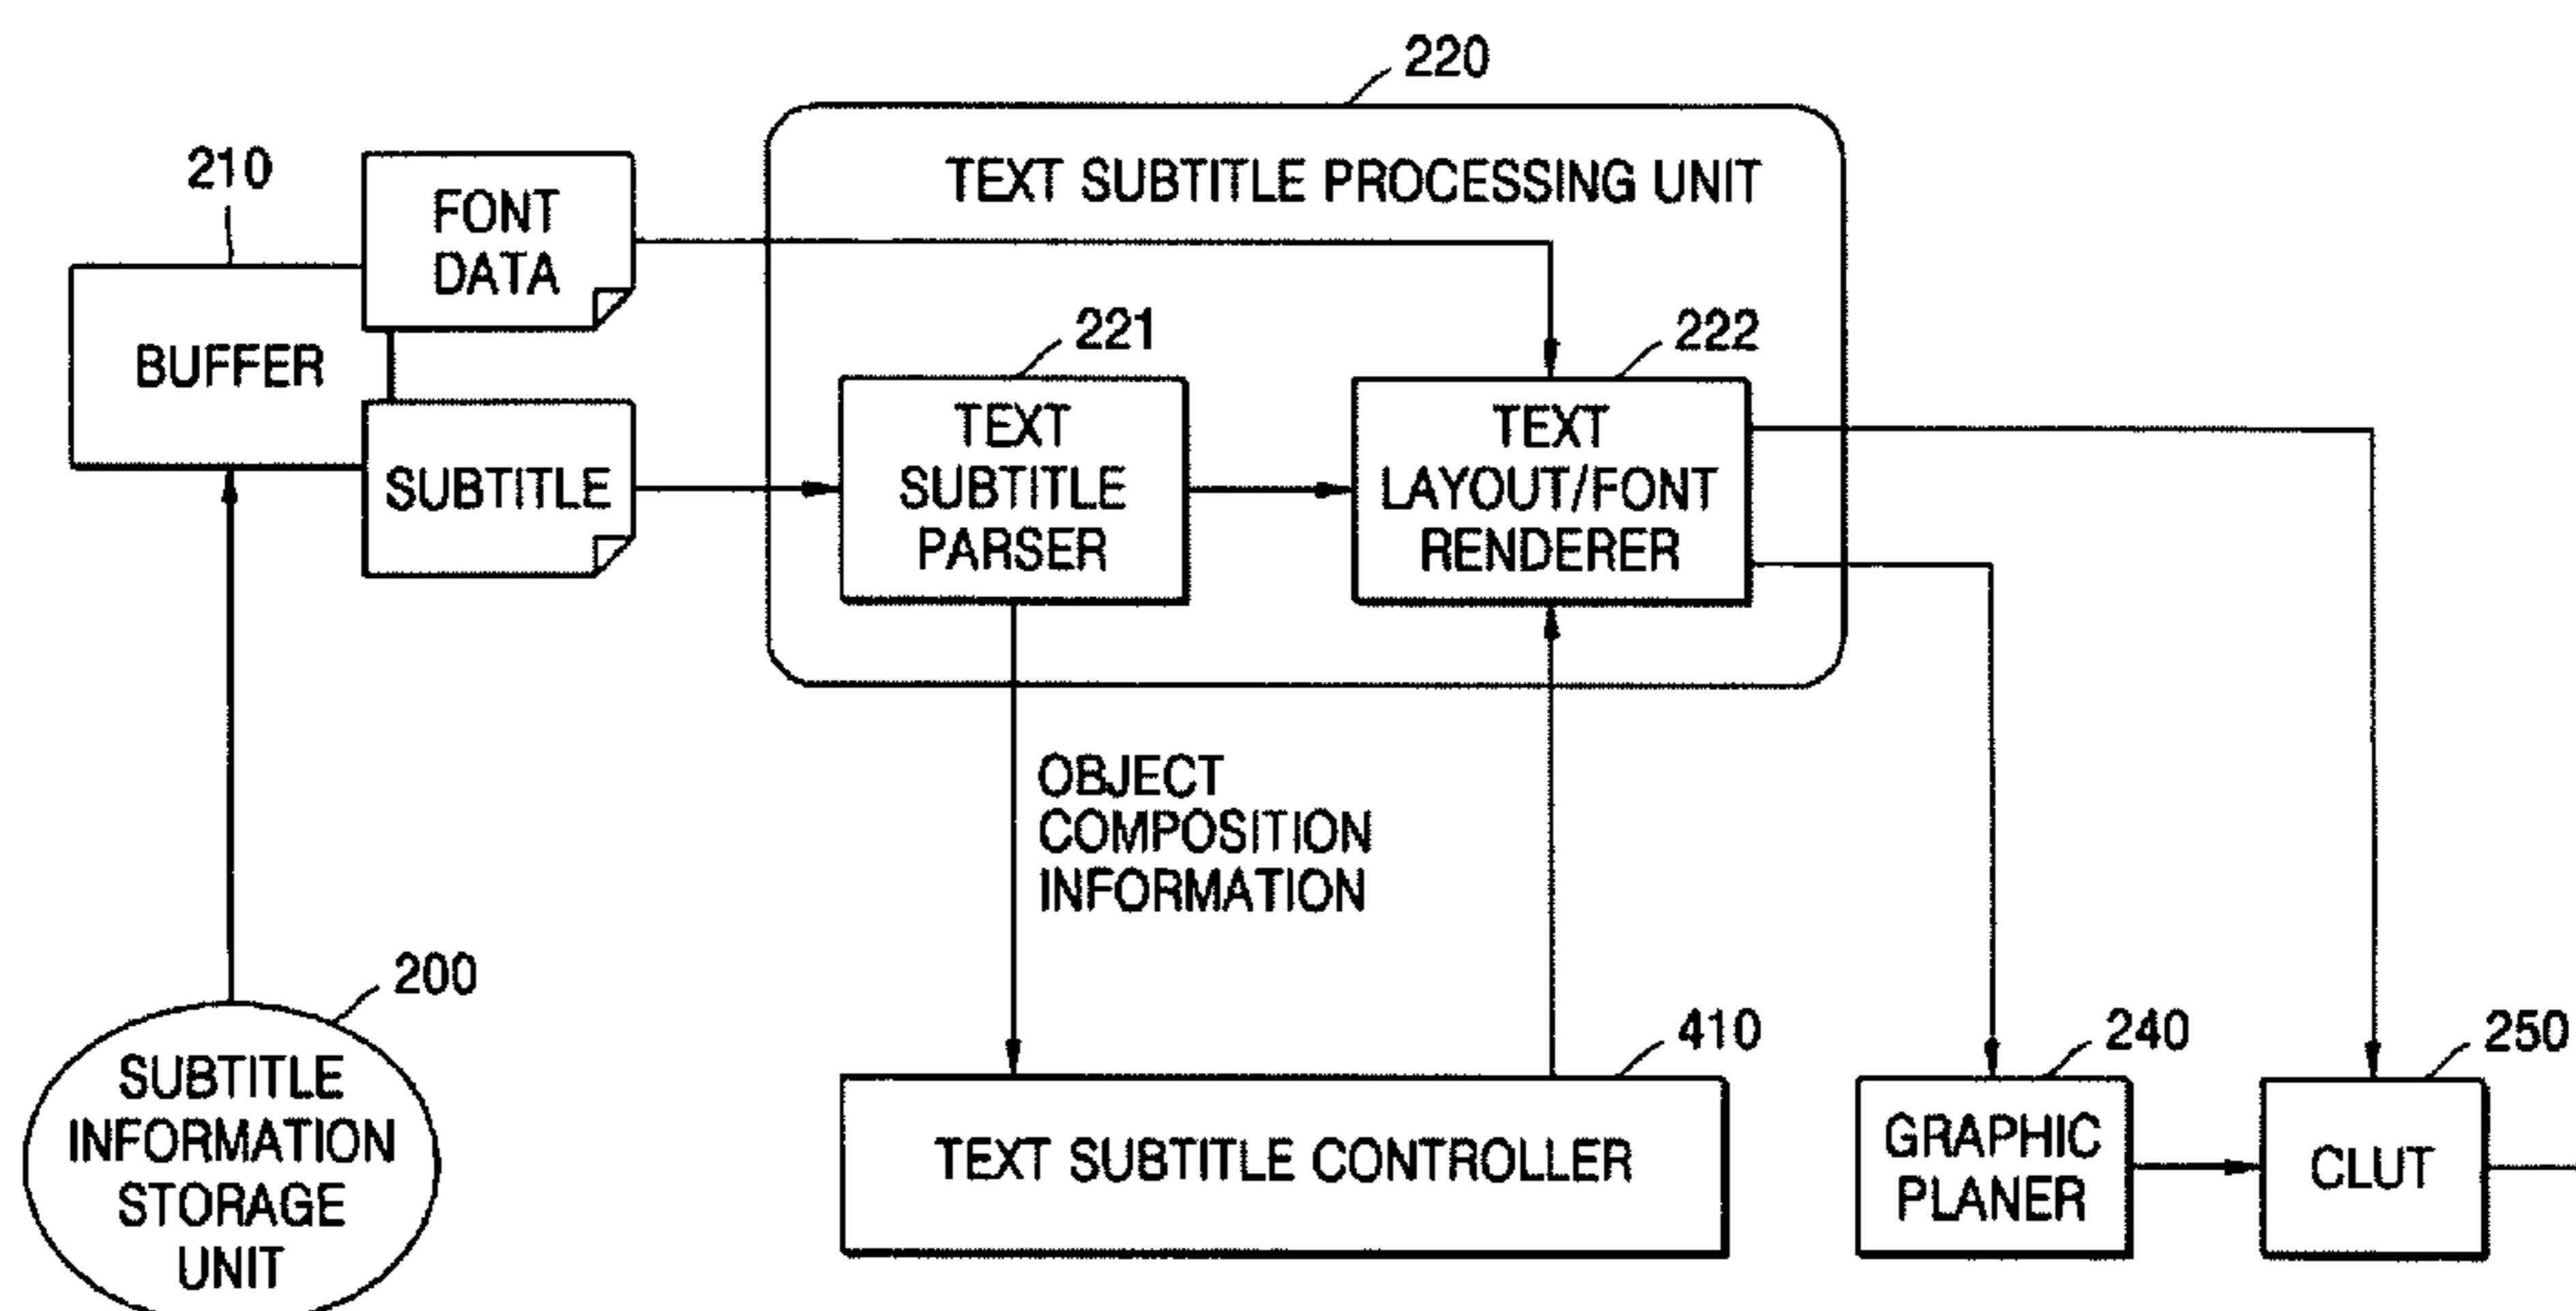 220
210
FONT
DATA
TEXT SUBTITLE PROCESSING UNIT
BUFFER
221
222
SUBTITLE
TEXT
SUBTITLE
PARSER
TEXT
LAYOUT/FONT
RENDERER
OBJECT
COMPOSITION
INFORMATION
200
SUBTITLE
INFORMATION
STORAGE
UNIT
410
TEXT SUBTITLE CONTROLLER
240
GRAPHIC
PLANER
250
CLUT